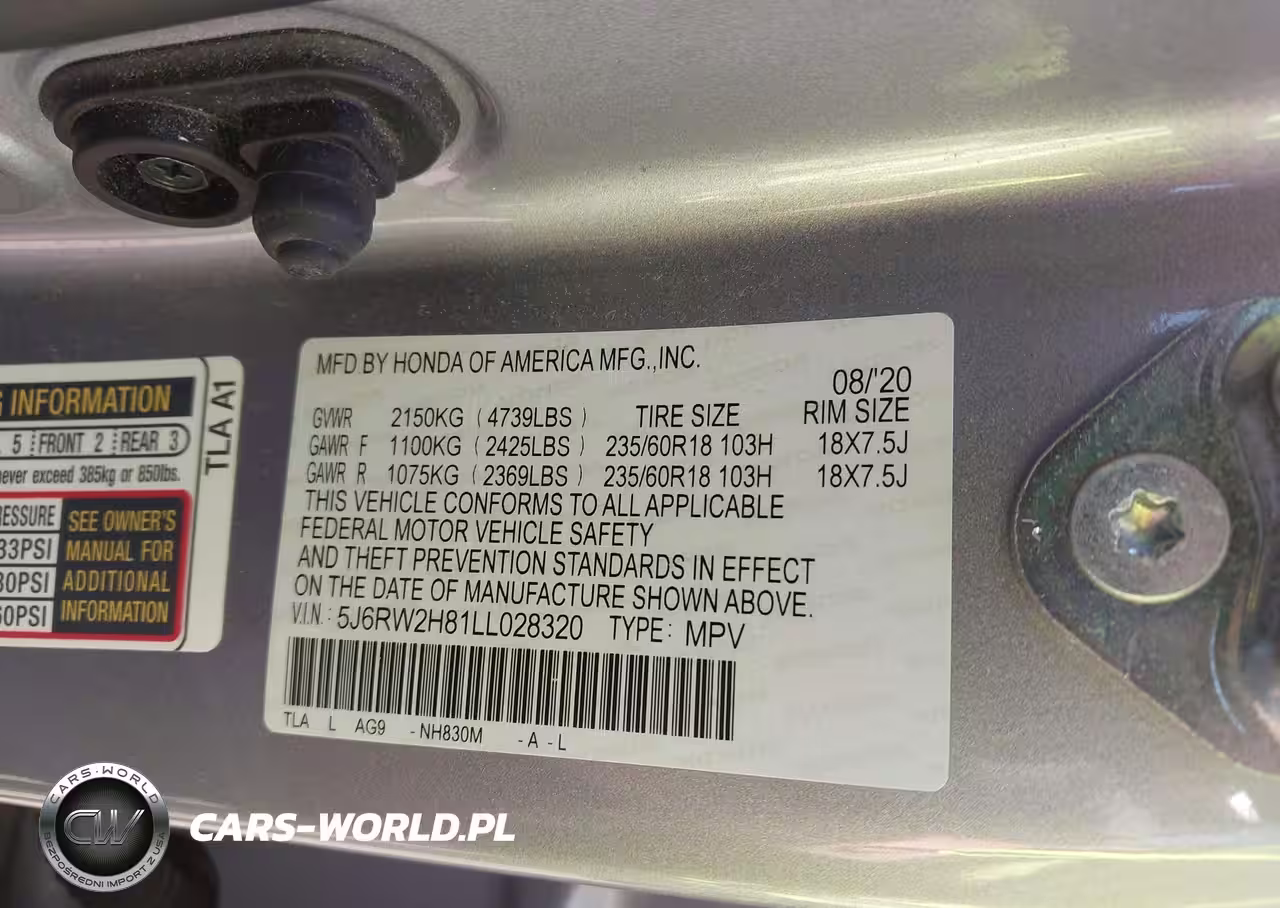 MFD BY HONDA OF AMERICA MFG.,INC.
08/'20
GVWR 2150KG ( 4739LBS ) TIRE SIZE RIM SIZE
GAWR F 1100KG ( 2425LBS ) 235/60R18 103H 18X7.5J
GAWR R 1075KG ( 2369LBS ) 235/60R18 103H 18X7.5J
THIS VEHICLE CONFORMS TO ALL APPLICABLE
FEDERAL MOTOR VEHICLE SAFETY
AND THEFT PREVENTION STANDARDS IN EFFECT
ON THE DATE OF MANUFACTURE SHOWN ABOVE.
V.I.N. : 5J6RW2H81LL028320 TYPE: MPV
TLA L AG9 -NH830M -A -L
INFORMATION
5 FRONT 2 REAR 3
never exceed 385kg or 850lbs.
SEE OWNER'S
33PSI MANUAL FOR
ADDITIONAL
INFORMATION
TLA A1
CARS-WORLD
CW
BEZPOŚREDNI IMPORT Z USA
CARS-WORLD.PL